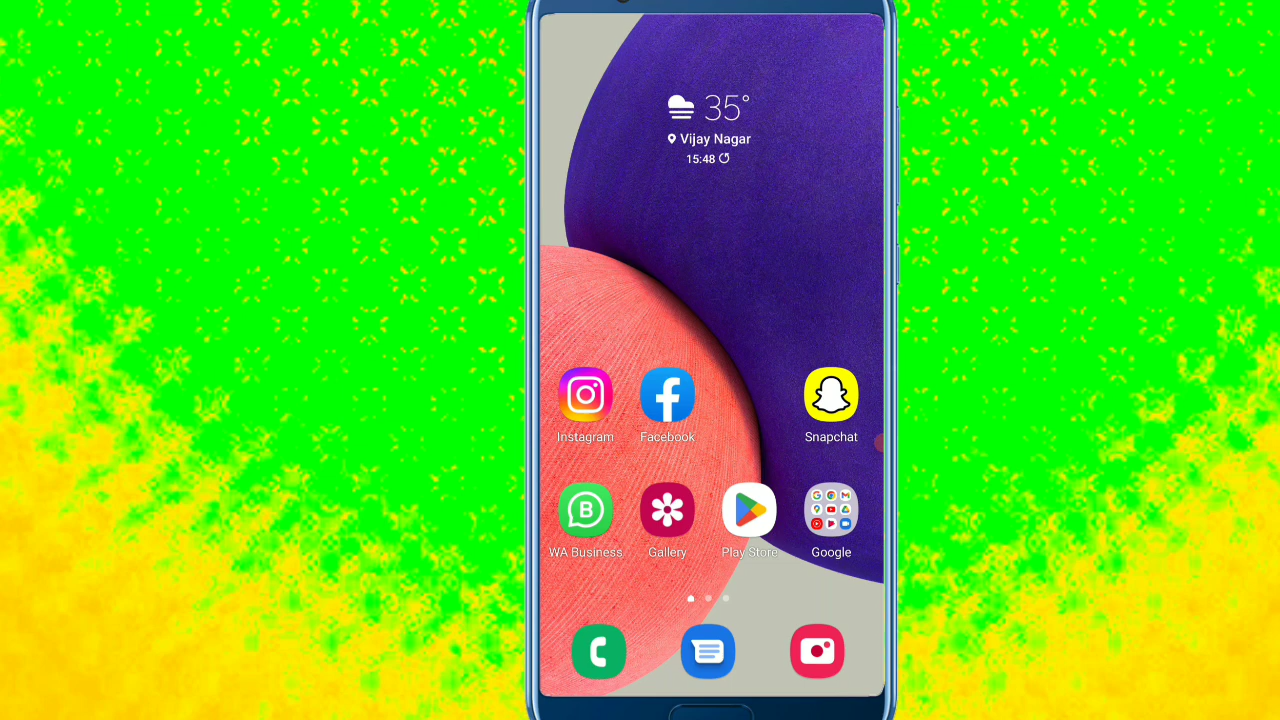 35°
Vijay Nagar
15:48
Instagram
Facebook
Snapchat
WA Business
Gallery
Play Store
Google